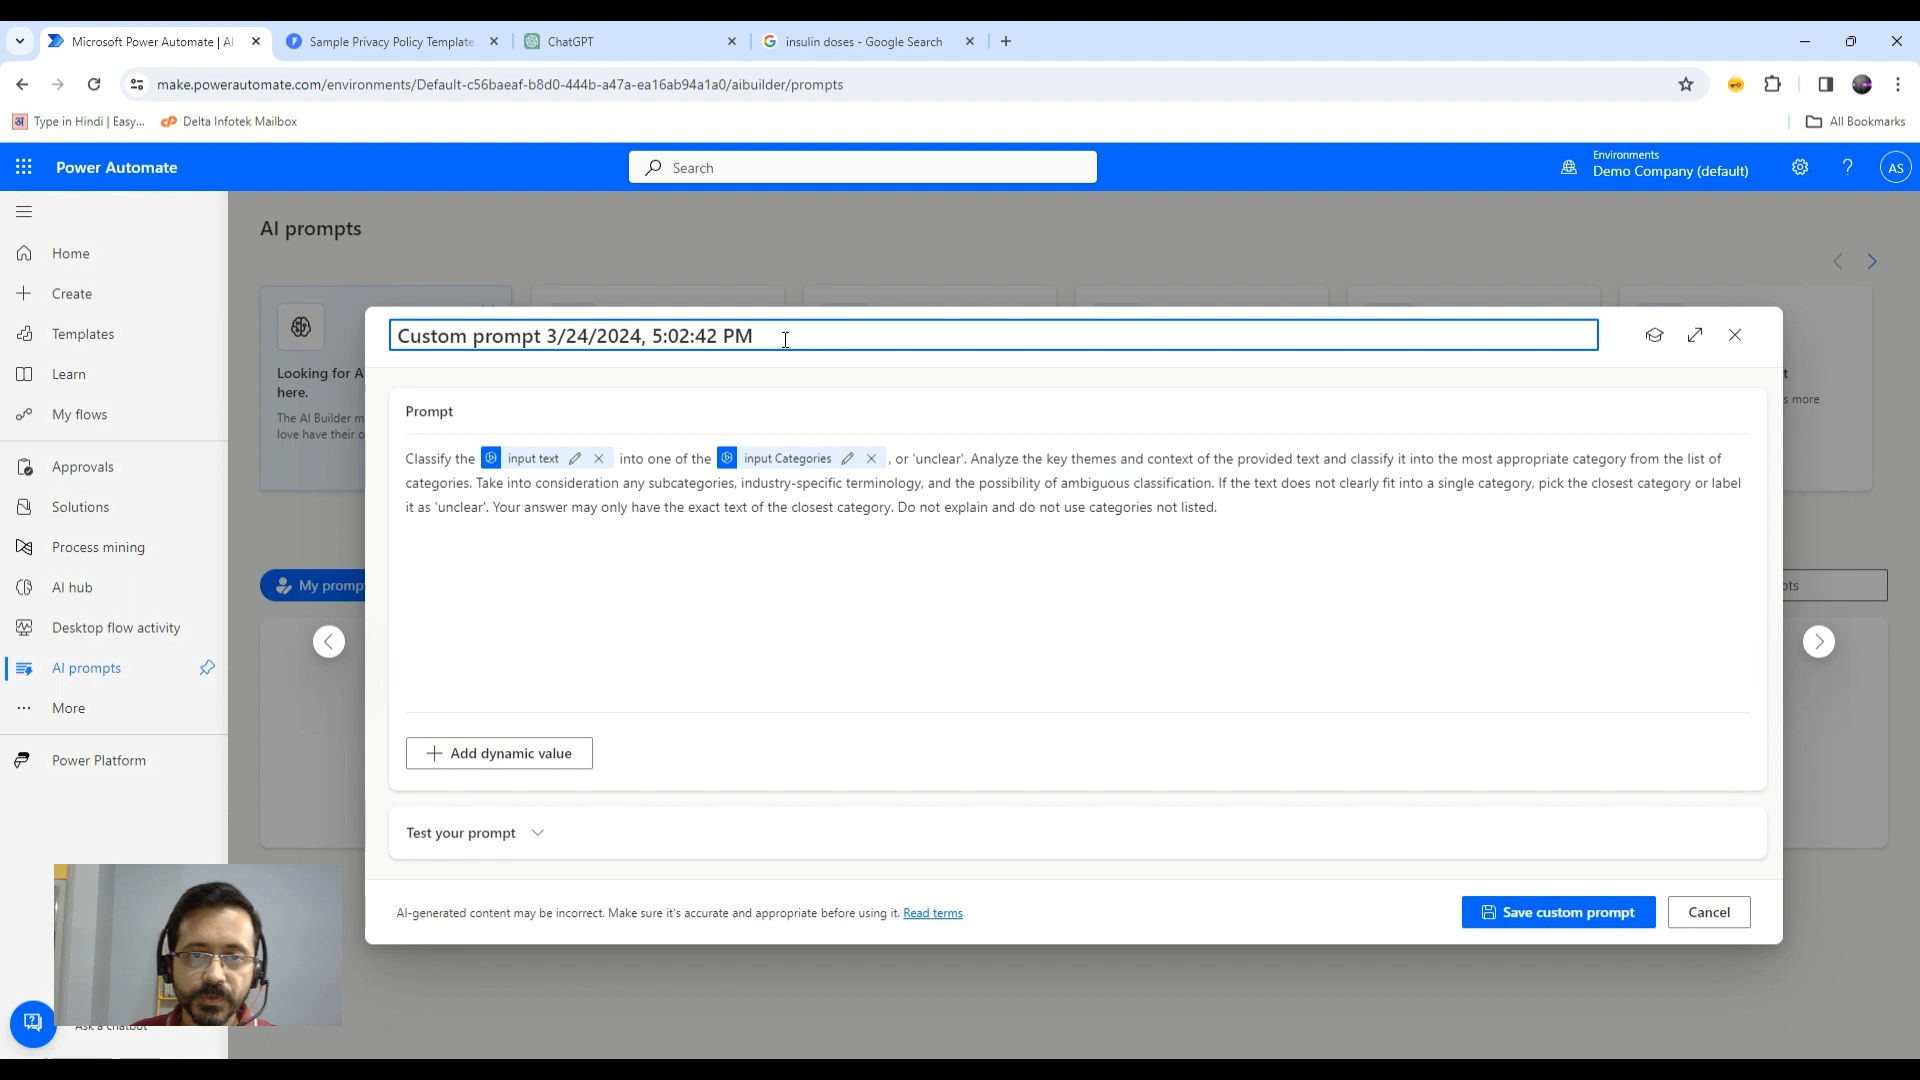 Microsoft Power Automate | AI
Sample Privacy Policy Template
ChatGPT
insulin doses - Google Search
make.powerautomate.com/environments/Default-c56baeaf-b8d0-444b-a47a-ea16ab94a1a0/aibuilder/prompts
अ Type in Hindi | Easy...
cP Delta Infotek Mailbox
All Bookmarks
Power Automate
Search
Environments
Demo Company (default)
AS
Home
Create
Templates
Learn
My flows
Approvals
Solutions
Process mining
AI hub
Desktop flow activity
AI prompts
More
Power Platform
AI prompts
Looking for A
here.
The AI Builder m
love have their o
My promp
Custom prompt 3/24/2024, 5:02:42 PM
Prompt
Classify the input text into one of the input Categories , or 'unclear'. Analyze the key themes and context of the provided text and classify it into the most appropriate category from the list of
categories. Take into consideration any subcategories, industry-specific terminology, and the possibility of ambiguous classification. If the text does not clearly fit into a single category, pick the closest category or label
it as 'unclear'. Your answer may only have the exact text of the closest category. Do not explain and do not use categories not listed.
Add dynamic value
Test your prompt
AI-generated content may be incorrect. Make sure it's accurate and appropriate before using it. Read terms
Save custom prompt
Cancel
t
s more
pts
Ask a chatbot